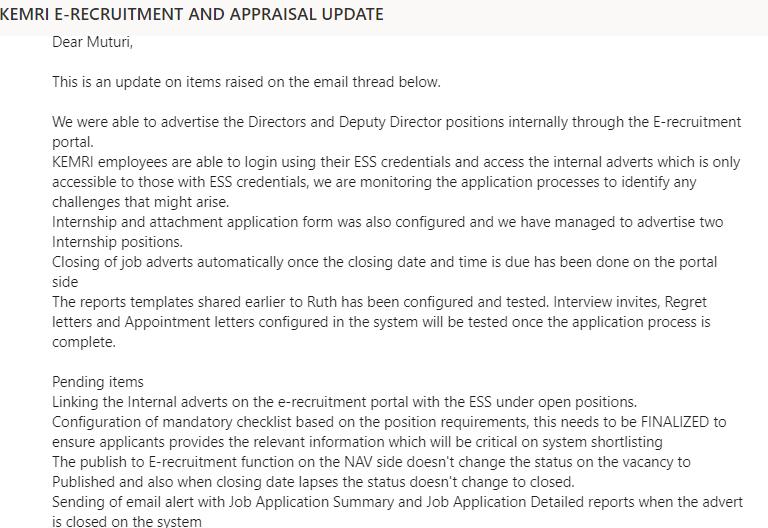 KEMRI E-RECRUITMENT AND APPRAISAL UPDATE
Dear Muturi,
This is an update on items raised on the email thread below.
We were able to advertise the Directors and Deputy Director positions internally through the E-recruitment
portal.
KEMRI employees are able to login using their ESS credentials and access the internal adverts which is only
accessible to those with ESS credentials, we are monitoring the application processes to identify any
challenges that might arise.
Internship and attachment application form was also configured and we have managed to advertise two
Internship positions.
Closing of job adverts automatically once the closing date and time is due has been done on the portal
side
The reports templates shared earlier to Ruth has been configured and tested. Interview invites, Regret
letters and Appointment letters configured in the system will be tested once the application process is
complete.
Pending items
Linking the Internal adverts on the e-recruitment portal with the ESS under open positions.
Configuration of mandatory checklist based on the position requirements, this needs to be FINALIZED to
ensure applicants provides the relevant information which will be critical on system shortlisting
The publish to E-recruitment function on the NAV side doesn't change the status on the vacancy to
Published and also when closing date lapses the status doesn't change to closed.
Sending of email alert with Job Application Summary and Job Application Detailed reports when the advert
is closed on the system